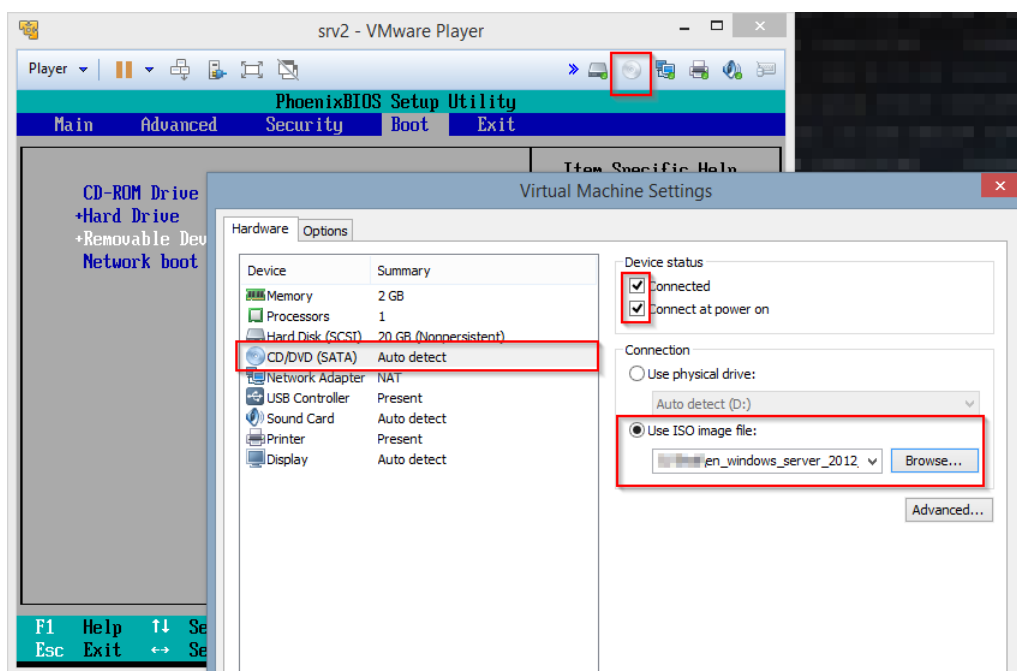 srv2 - VMware Player
Player
PhoenixBIOS Setup Utility
Main Advanced Security Boot Exit
Item Specific Help
CD-ROM Drive
+Hard Drive
+Removable Dev
Network boot
Virtual Machine Settings
Hardware Options
Device Summary
Memory 2 GB
Processors 1
Hard Disk (SCSI) 20 GB (Nonpersistent)
CD/DVD (SATA) Auto detect
Network Adapter NAT
USB Controller Present
Sound Card Auto detect
Printer Present
Display Auto detect
Device status
Connected
Connect at power on
Connection
Use physical drive:
Auto detect (D:)
Use ISO image file:
en_windows_server_2012_ Browse...
Advanced...
F1 Help ↑↓ Se
Esc Exit ↔ Se